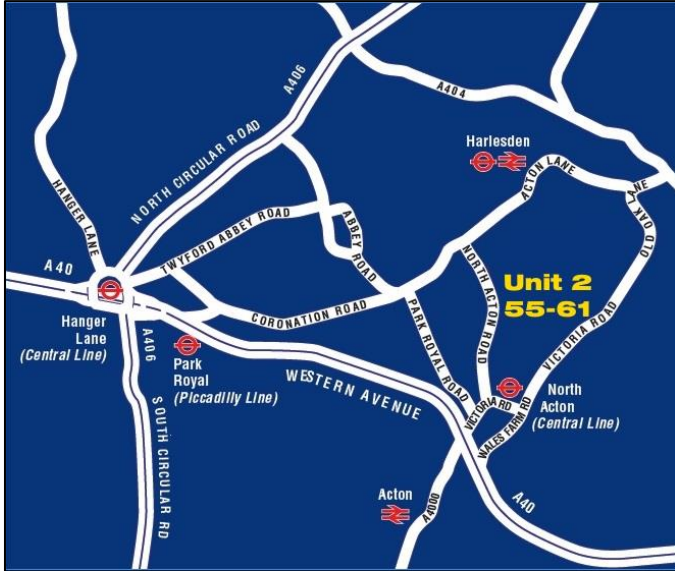 A406
A404
Harlesden
NORTH CIRCULAR ROAD
ACTON LANE
HANGER LANE
OLD OAK LANE
TWYFORD ABBEY ROAD
ABBEY ROAD
A40
NORTH ACTON ROAD
Unit 2
55-61
CORONATION ROAD
PARK ROYAL ROAD
VICTORIA ROAD
Hanger
Lane
(Central Line)
A406
Park
Royal
(Piccadilly Line)
WESTERN AVENUE
VICTORIA RD
North
Acton
(Central Line)
WALES FARM RD
SOUTH CIRCULAR RD
Acton
A4000
A40